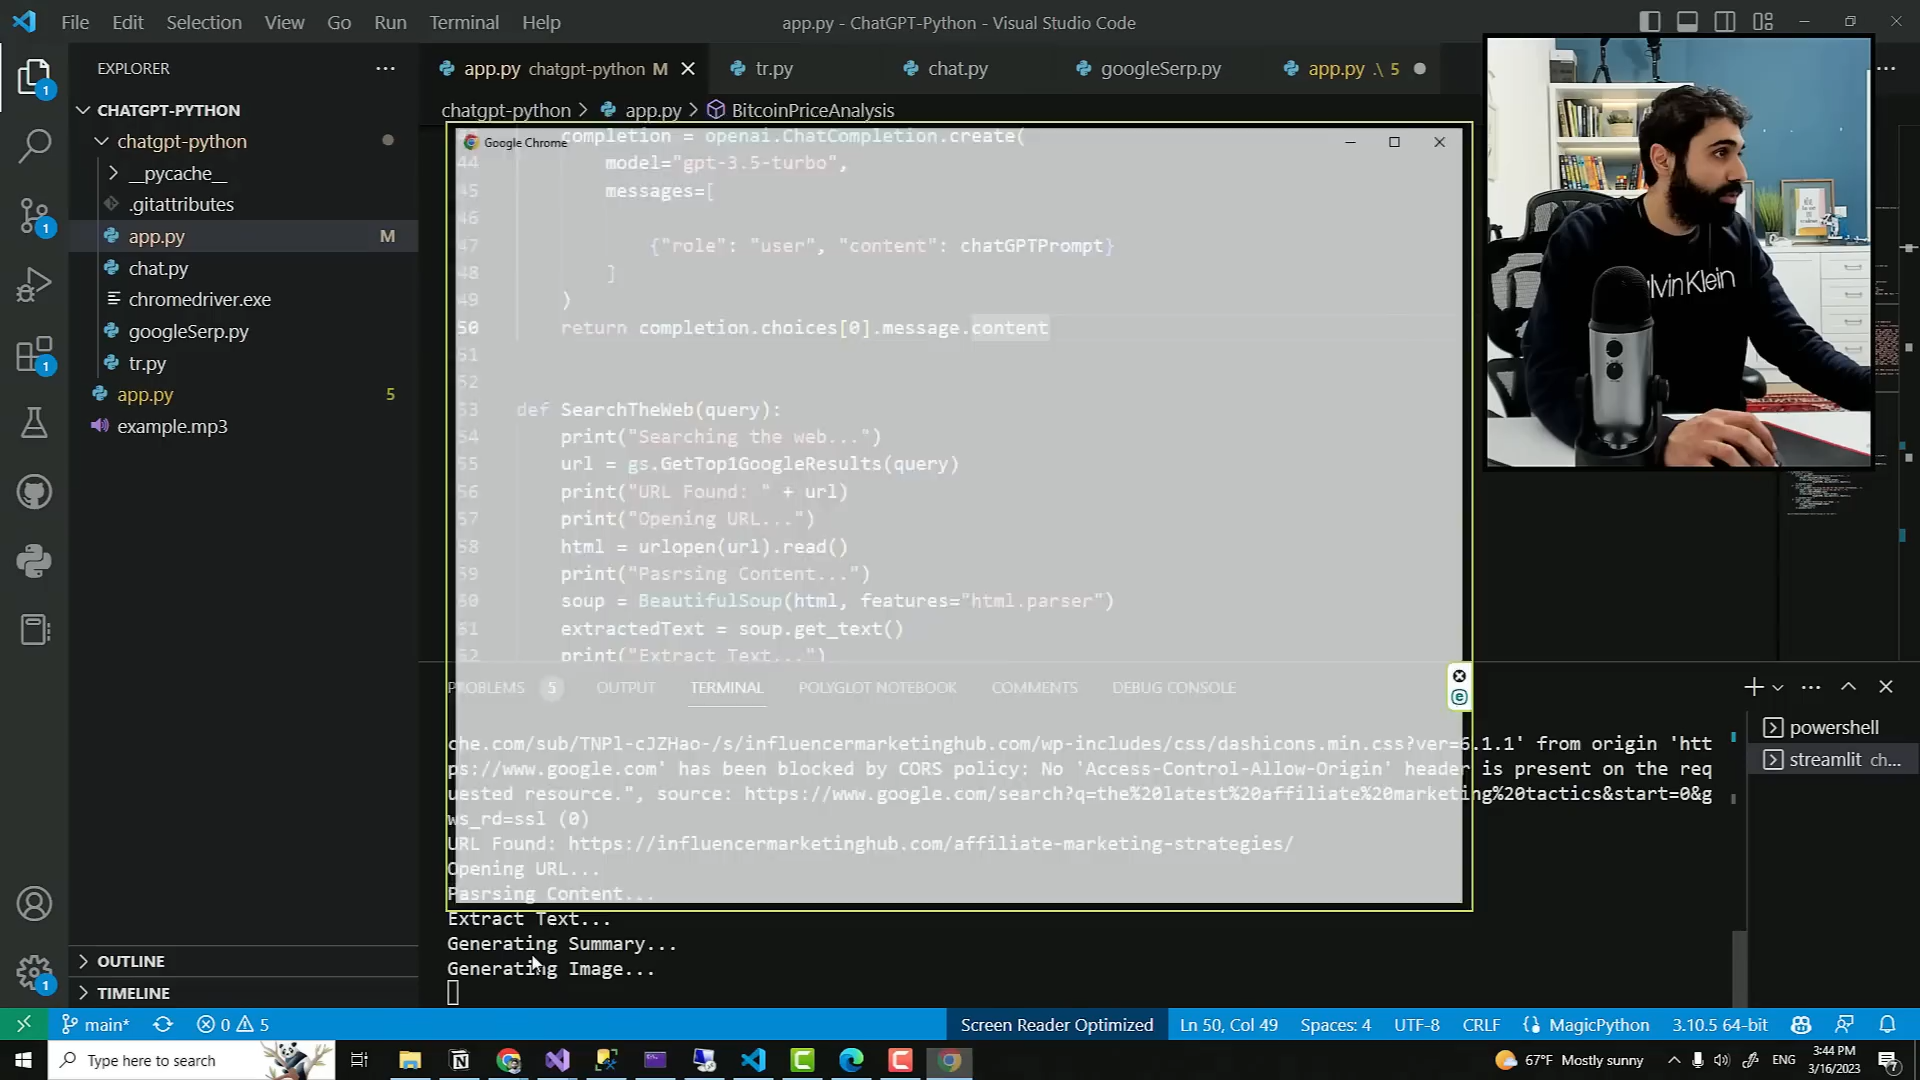 File Edit Selection View Go Run Terminal Help
app.py - ChatGPT-Python - Visual Studio Code
EXPLORER
1
CHATGPT-PYTHON
chatgpt-python
__pycache__
.gitattributes
app.py M
chat.py
chromedriver.exe
googleSerp.py
tr.py
app.py 5
example.mp3
1
1
OUTLINE
TIMELINE
1
app.py chatgpt-python M
tr.py
chat.py
googleSerp.py
app.py .\ 5
chatgpt-python > app.py > BitcoinPriceAnalysis
Google Chrome
completion = openai.ChatCompletion.create(
44 model="gpt-3.5-turbo",
45 messages=[
46
47 {"role": "user", "content": chatGPTPrompt}
48 ]
49 )
50 return completion.choices[0].message.content
51
52
53 def SearchTheWeb(query):
54 print("Searching the web...")
55 url = gs.GetTop1GoogleResults(query)
56 print("URL Found: " + url)
57 print("Opening URL...")
58 html = urlopen(url).read()
59 print("Pasrsing Content...")
60 soup = BeautifulSoup(html, features="html.parser")
61 extractedText = soup.get_text()
62 print("Extract Text...")
PROBLEMS 5 OUTPUT TERMINAL POLYGLOT NOTEBOOK COMMENTS DEBUG CONSOLE
powershell
streamlit ch...
che.com/sub/TNPl-cJZHao-/s/influencermarketinghub.com/wp-includes/css/dashicons.min.css?ver=6.1.1' from origin 'htt
ps://www.google.com' has been blocked by CORS policy: No 'Access-Control-Allow-Origin' header is present on the req
uested resource.", source: https://www.google.com/search?q=the%20latest%20affiliate%20marketing%20tactics&start=0&g
ws_rd=ssl (0)
URL Found: https://influencermarketinghub.com/affiliate-marketing-strategies/
Opening URL...
Pasrsing Content...
Extract Text...
Generating Summary...
Generating Image...
alvin Klein
main* 0 5
Screen Reader Optimized Ln 50, Col 49 Spaces: 4 UTF-8 CRLF MagicPython 3.10.5 64-bit
Type here to search
67°F Mostly sunny ENG
3:44 PM
3/16/2023
7